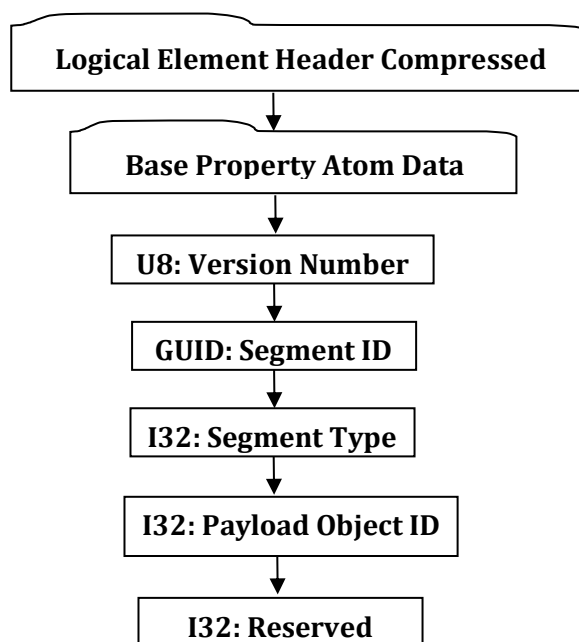 Logical Element Header Compressed
Base Property Atom Data
U8: Version Number
GUID: Segment ID
I32: Segment Type
I32: Payload Object ID
I32: Reserved